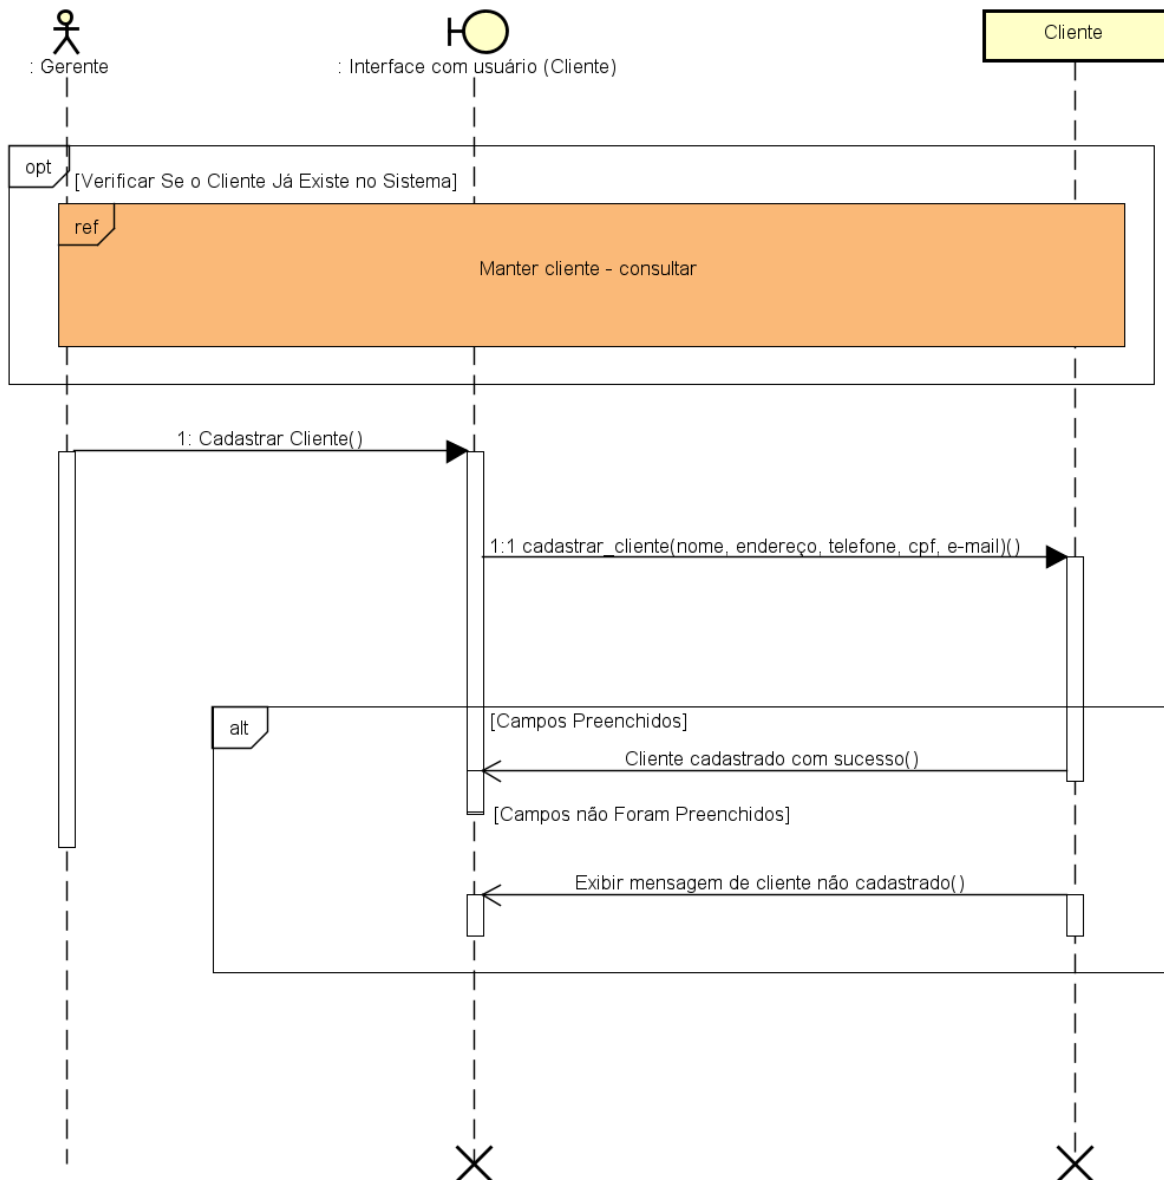 Cliente
: Gerente
: Interface com usuário (Cliente)
opt
[Verificar Se o Cliente Já Existe no Sistema]
ref
Manter cliente - consultar
1: Cadastrar Cliente()
1:1 cadastrar_cliente(nome, endereço, telefone, cpf, e-mail)()
alt
[Campos Preenchidos]
Cliente cadastrado com sucesso()
[Campos não Foram Preenchidos]
Exibir mensagem de cliente não cadastrado()